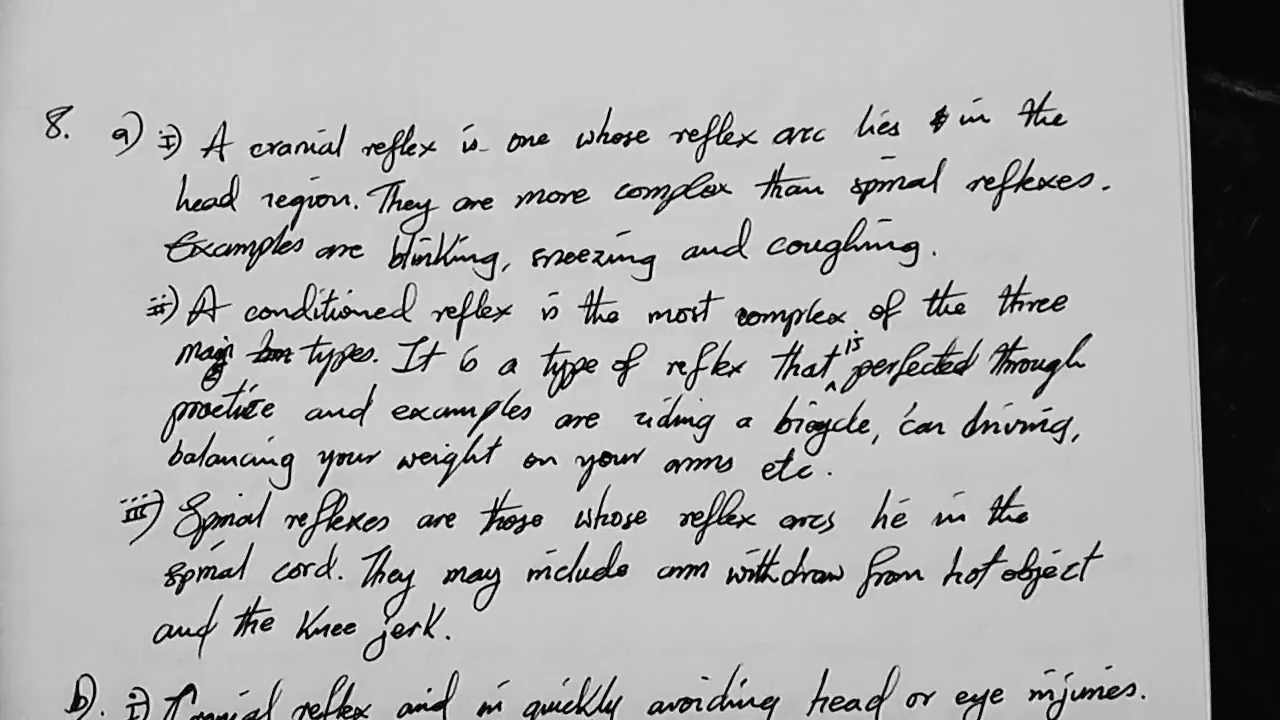 8. a) i) A cranial reflex is one whose reflex arc lies in the
head region. They are more complex than spinal reflexes.
Examples are blinking, sneezing and coughing.
ii) A conditioned reflex is the most complex of the three
main types. It is a type of reflex that is perfected through
practice and examples are riding a bicycle, car driving,
balancing your weight on your arms etc.
iii) Spinal reflexes are those whose reflex arcs lie in the
spinal cord. They may include arm withdraw from hot object
and the Knee jerk.
b). i) Cranial reflex aid in quickly avoiding head or eye injuries.